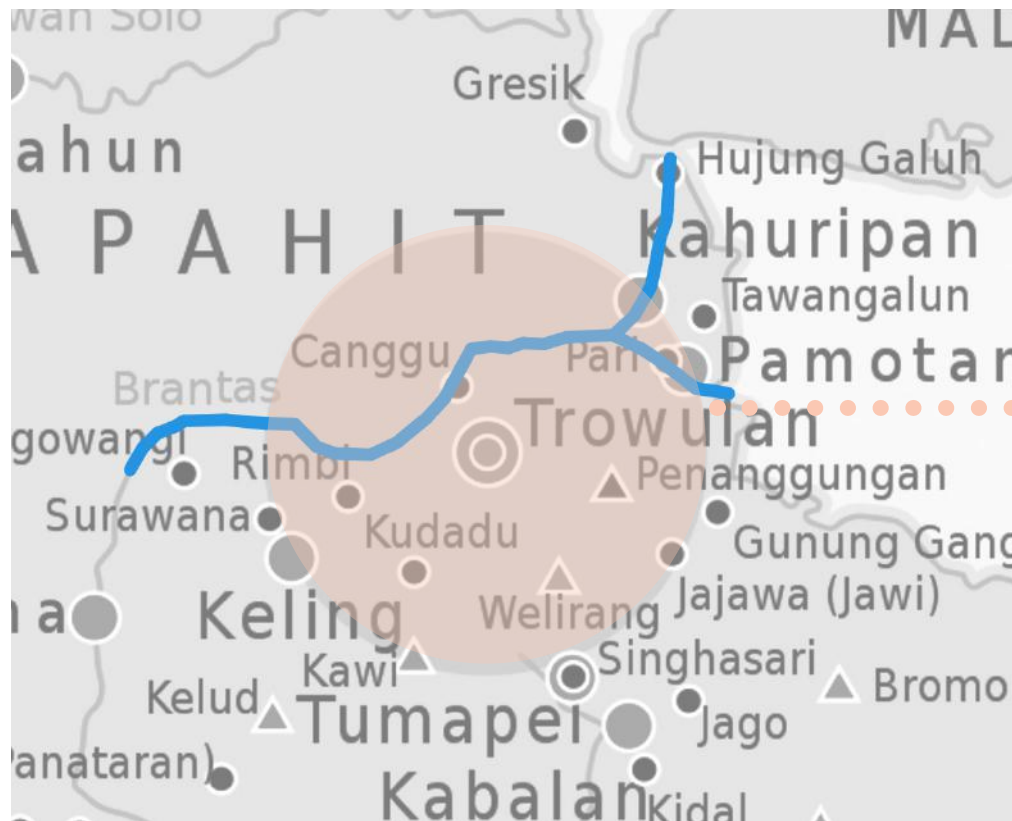 wan Solo
MAL
Gresik
ahun
Hujung Galuh
APAHIT
Kahuripan
Tawangalun
Canggu
Pari
Pamotan
Brantas
Trowulan
gowangi
Rimbi
Penanggungan
Surawana
Kudadu
Gunung Gang
Jajawa (Jawi)
na
Keling
Welirang
Singhasari
Kawi
Bromo
Kelud
Tumapel
Jago
Panataran)
Kabalan
Kidal